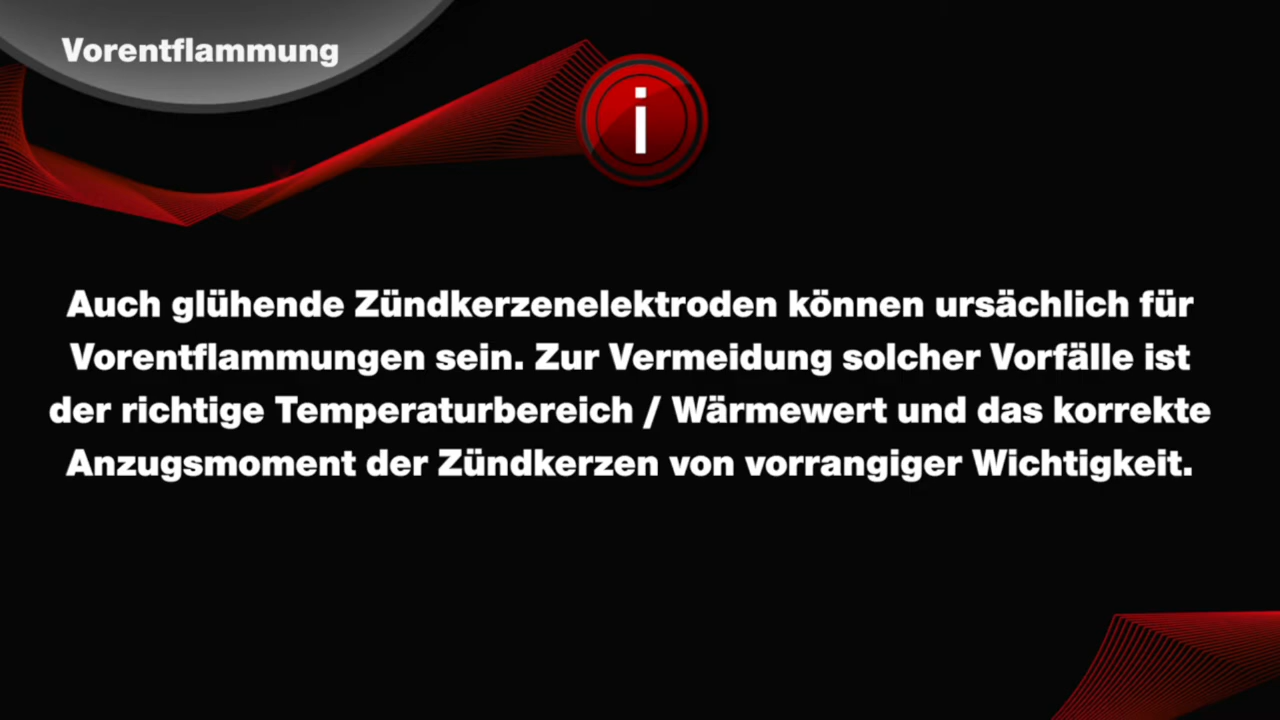 Vorentflammung
i
Auch glühende Zündkerzenelektroden können ursächlich für
Vorentflammungen sein. Zur Vermeidung solcher Vorfälle ist
der richtige Temperaturbereich / Wärmewert und das korrekte
Anzugsmoment der Zündkerzen von vorrangiger Wichtigkeit.